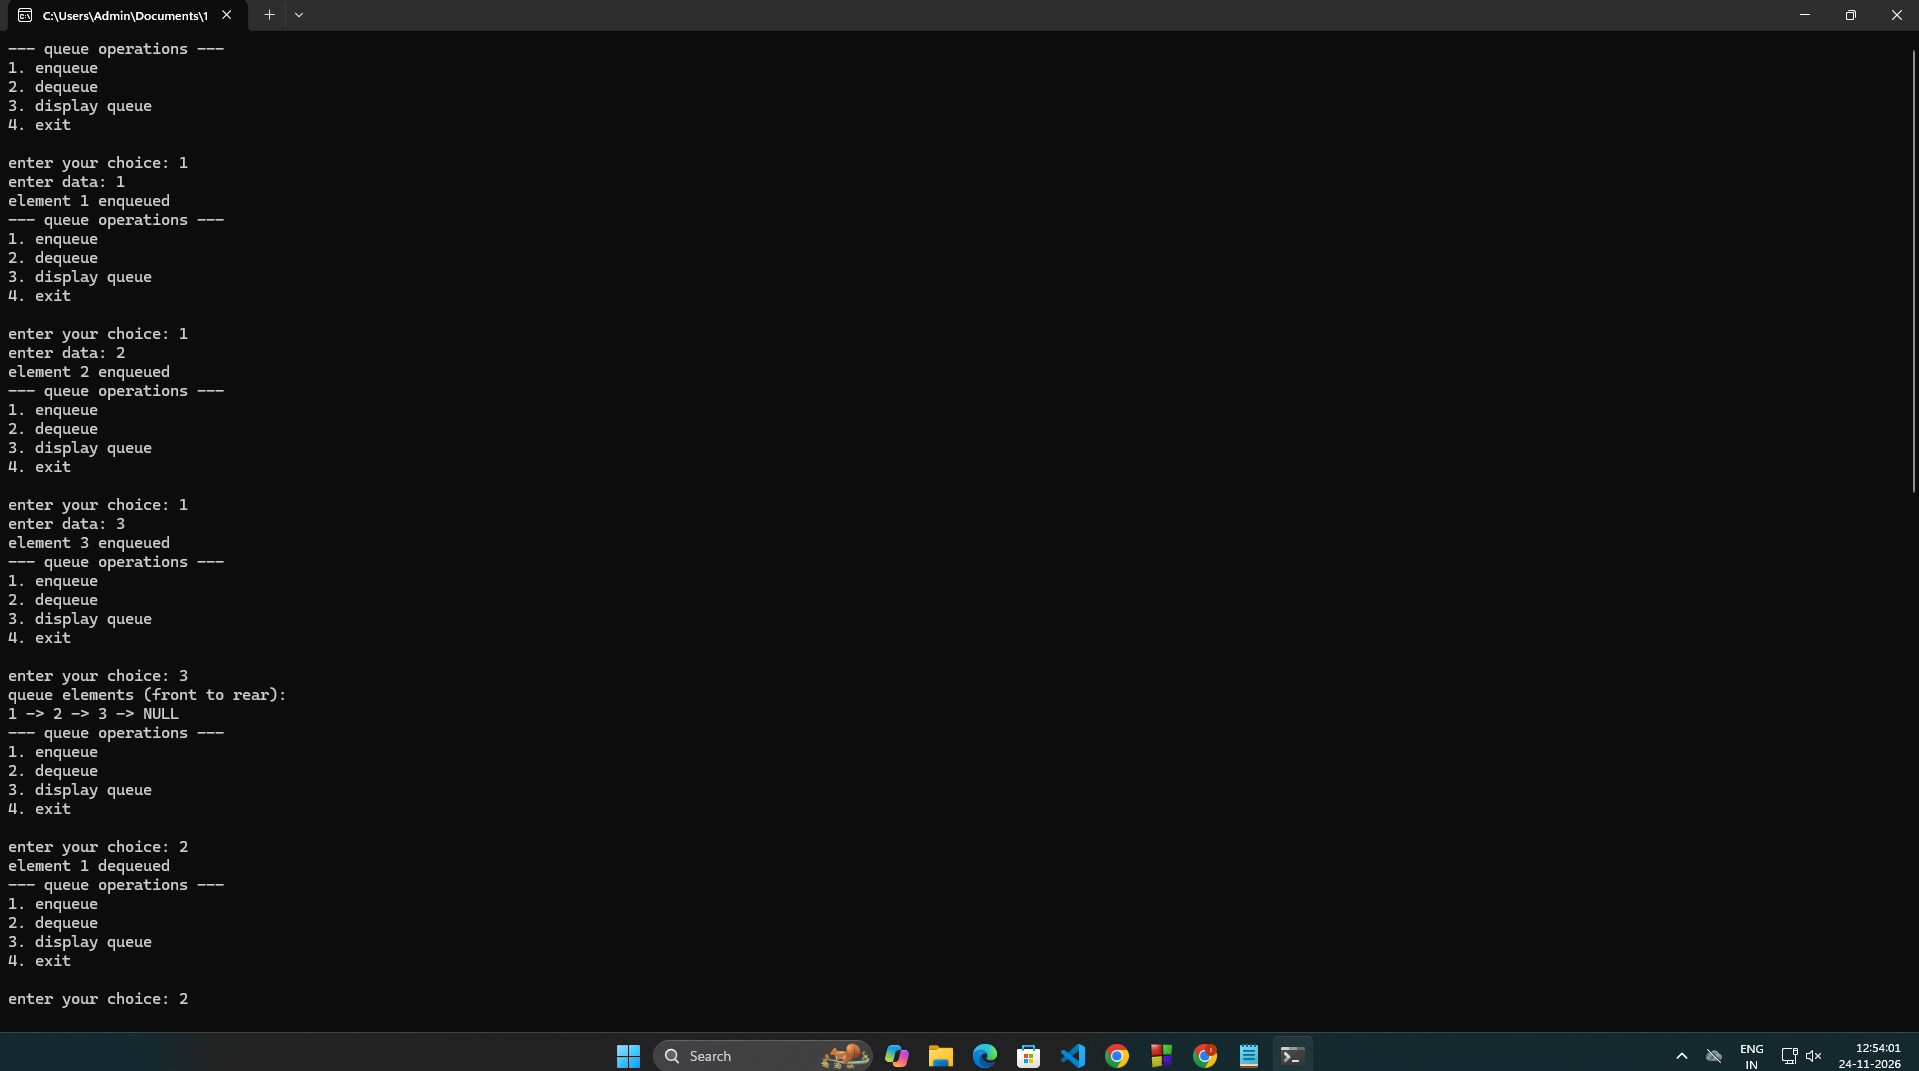 C:\Users\Admin\Documents\1
--- queue operations ---
1. enqueue
2. dequeue
3. display queue
4. exit
enter your choice: 1
enter data: 1
element 1 enqueued
--- queue operations ---
1. enqueue
2. dequeue
3. display queue
4. exit
enter your choice: 1
enter data: 2
element 2 enqueued
--- queue operations ---
1. enqueue
2. dequeue
3. display queue
4. exit
enter your choice: 1
enter data: 3
element 3 enqueued
--- queue operations ---
1. enqueue
2. dequeue
3. display queue
4. exit
enter your choice: 3
queue elements (front to rear):
1 -> 2 -> 3 -> NULL
--- queue operations ---
1. enqueue
2. dequeue
3. display queue
4. exit
enter your choice: 2
element 1 dequeued
--- queue operations ---
1. enqueue
2. dequeue
3. display queue
4. exit
enter your choice: 2
Search
ENG
IN
12:54:01
24-11-2026